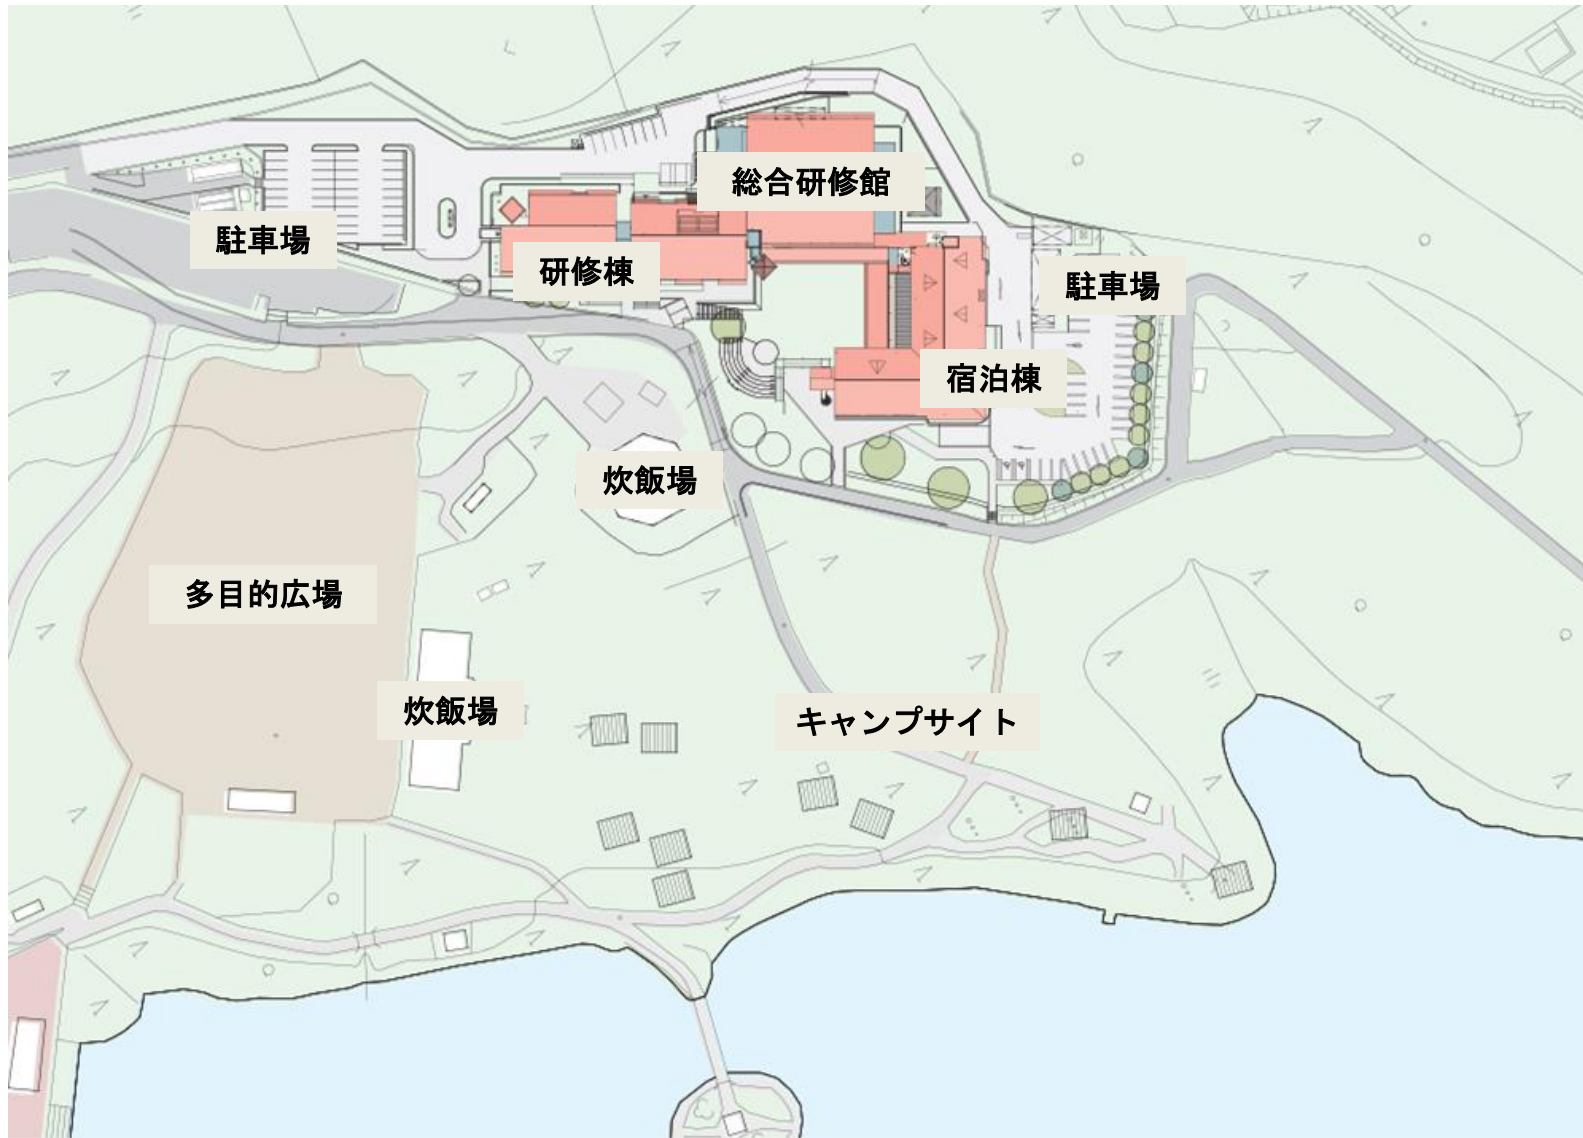 総合研修館
駐車場
研修棟
駐車場
宿泊棟
炊飯場
多目的広場
炊飯場
キャンプサイト